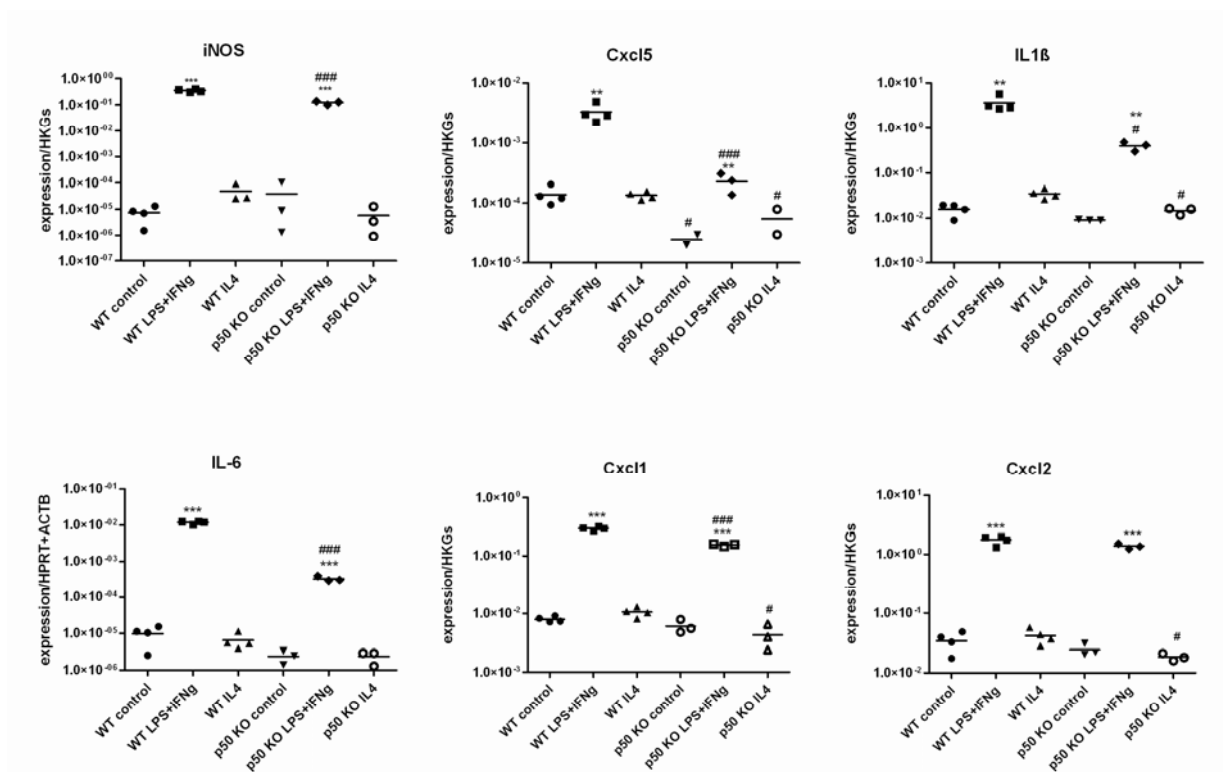 iNOS
expression/HKGs
1.0×10⁺⁰⁰
1.0×10⁻⁰¹
1.0×10⁻⁰²
1.0×10⁻⁰³
1.0×10⁻⁰⁴
1.0×10⁻⁰⁵
1.0×10⁻⁰⁶
1.0×10⁻⁰⁷
***
###
***
WT control
WT LPS+IFNg
WT IL4
p50 KO control
p50 KO LPS+IFNg
p50 KO IL4
Cxcl5
expression/HKGs
1.0×10⁻²
1.0×10⁻³
1.0×10⁻⁴
1.0×10⁻⁵
**
#
###
**
#
WT control
WT LPS+IFNg
WT IL4
p50 KO control
p50 KO LPS+IFNg
p50 KO IL4
IL1ß
expression/HKGs
1.0×10¹
1.0×10⁰
1.0×10⁻¹
1.0×10⁻²
1.0×10⁻³
**
**
#
#
WT control
WT LPS+IFNg
WT IL4
p50 KO control
p50 KO LPS+IFNg
p50 KO IL4
IL-6
expression/HPRT+ACTB
1.0×10⁻⁰¹
1.0×10⁻⁰²
1.0×10⁻⁰³
1.0×10⁻⁰⁴
1.0×10⁻⁰⁵
1.0×10⁻⁰⁶
***
###
***
WT control
WT LPS+IFNg
WT IL4
p50 KO control
p50 KO LPS+IFNg
p50 KO IL4
Cxcl1
expression/HKGs
1.0×10⁰
1.0×10⁻¹
1.0×10⁻²
1.0×10⁻³
***
###
***
#
WT control
WT LPS+IFNg
WT IL4
p50 KO control
p50 KO LPS+IFNg
p50 KO IL4
Cxcl2
expression/HKGs
1.0×10¹
1.0×10⁰
1.0×10⁻¹
1.0×10⁻²
***
***
#
WT control
WT LPS+IFNg
WT IL4
p50 KO control
p50 KO LPS+IFNg
p50 KO IL4